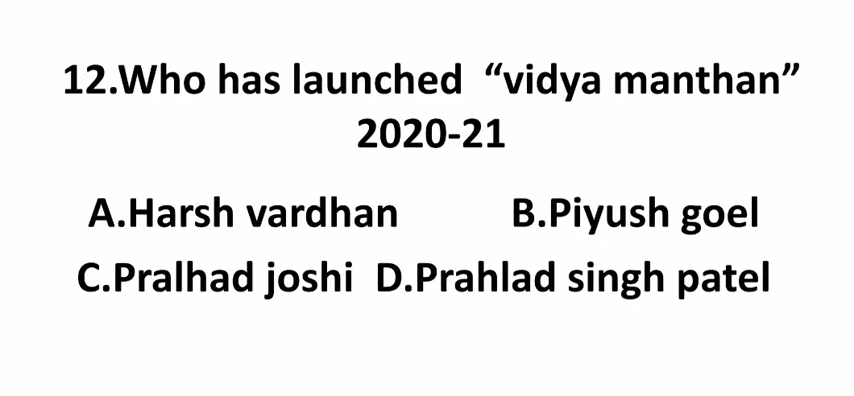 12.Who has launched “vidya manthan”
2020-21
A.Harsh vardhan B.Piyush goel
C.Pralhad joshi D.Prahlad singh patel